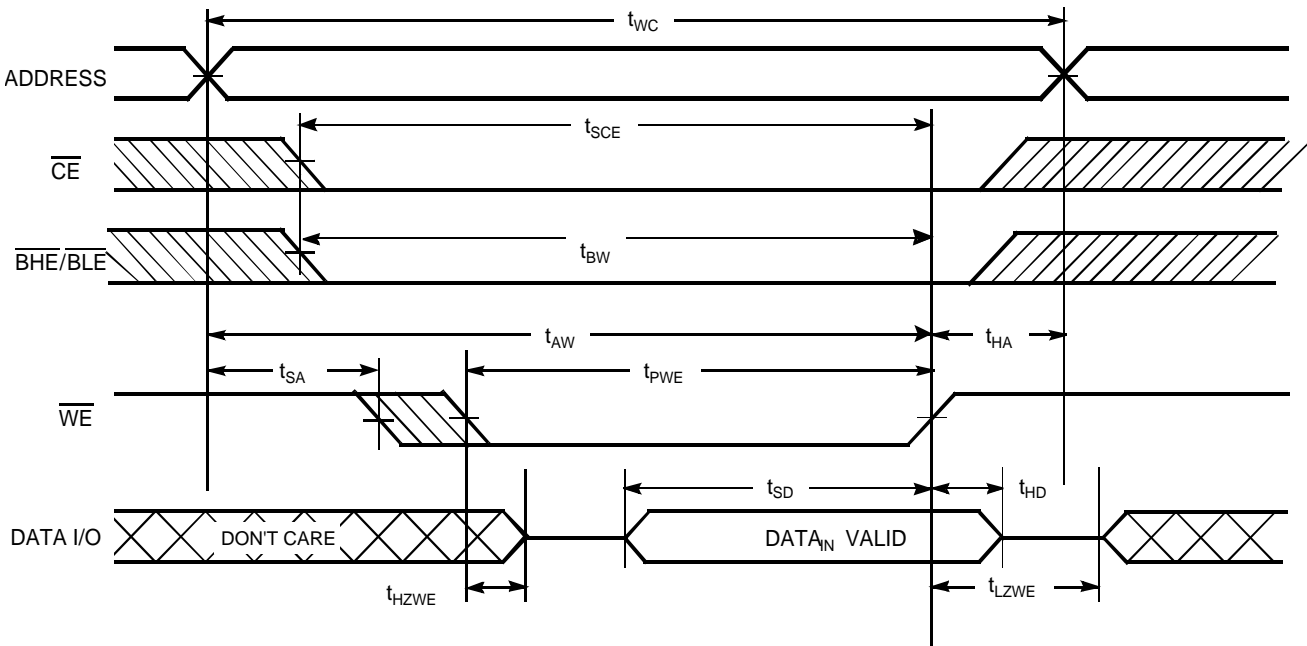 tWC
ADDRESS
tSCE
CE
tBW
BHE/BLE
tAW
tHA
tSA
tPWE
WE
tSD
tHD
DATA I/O
DON'T CARE
DATAIN VALID
tHZWE
tLZWE